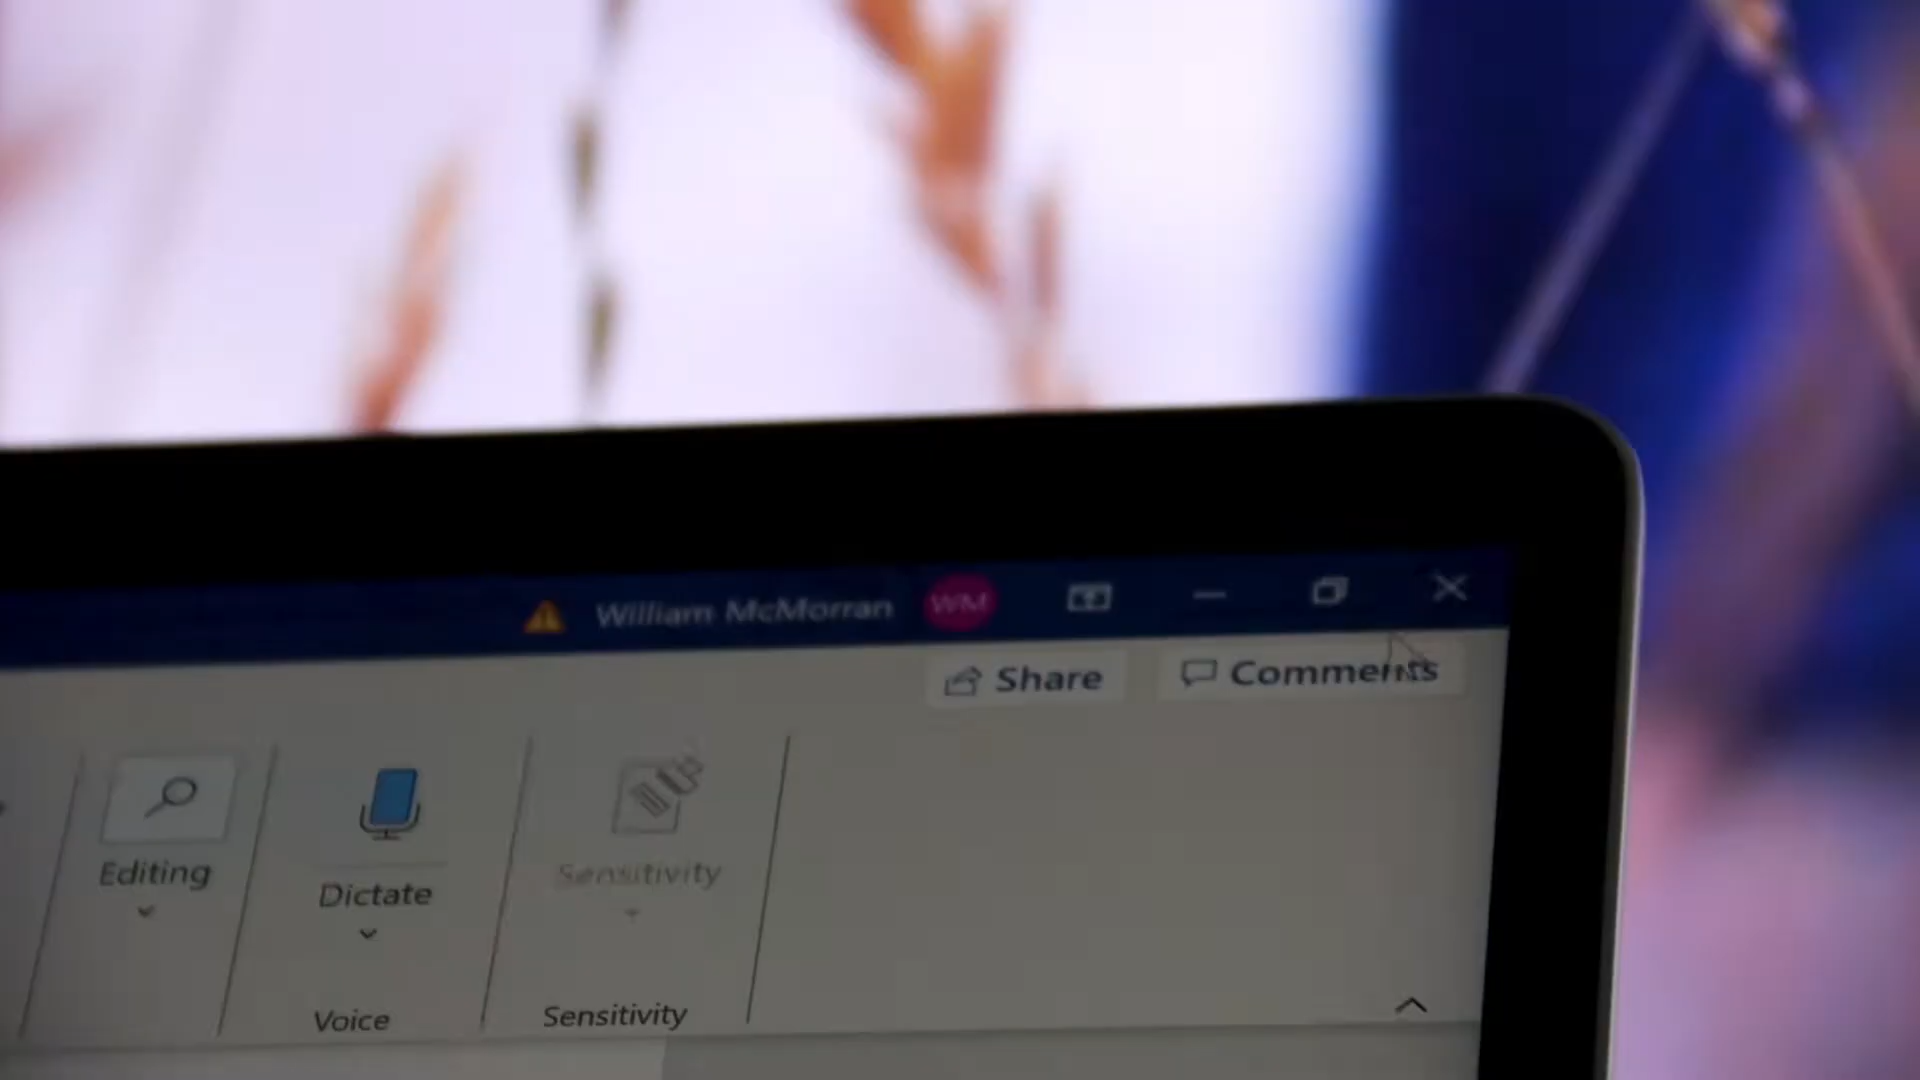 William McMorran WM
Share Comments
Editing
Dictate
Sensitivity
Voice
Sensitivity